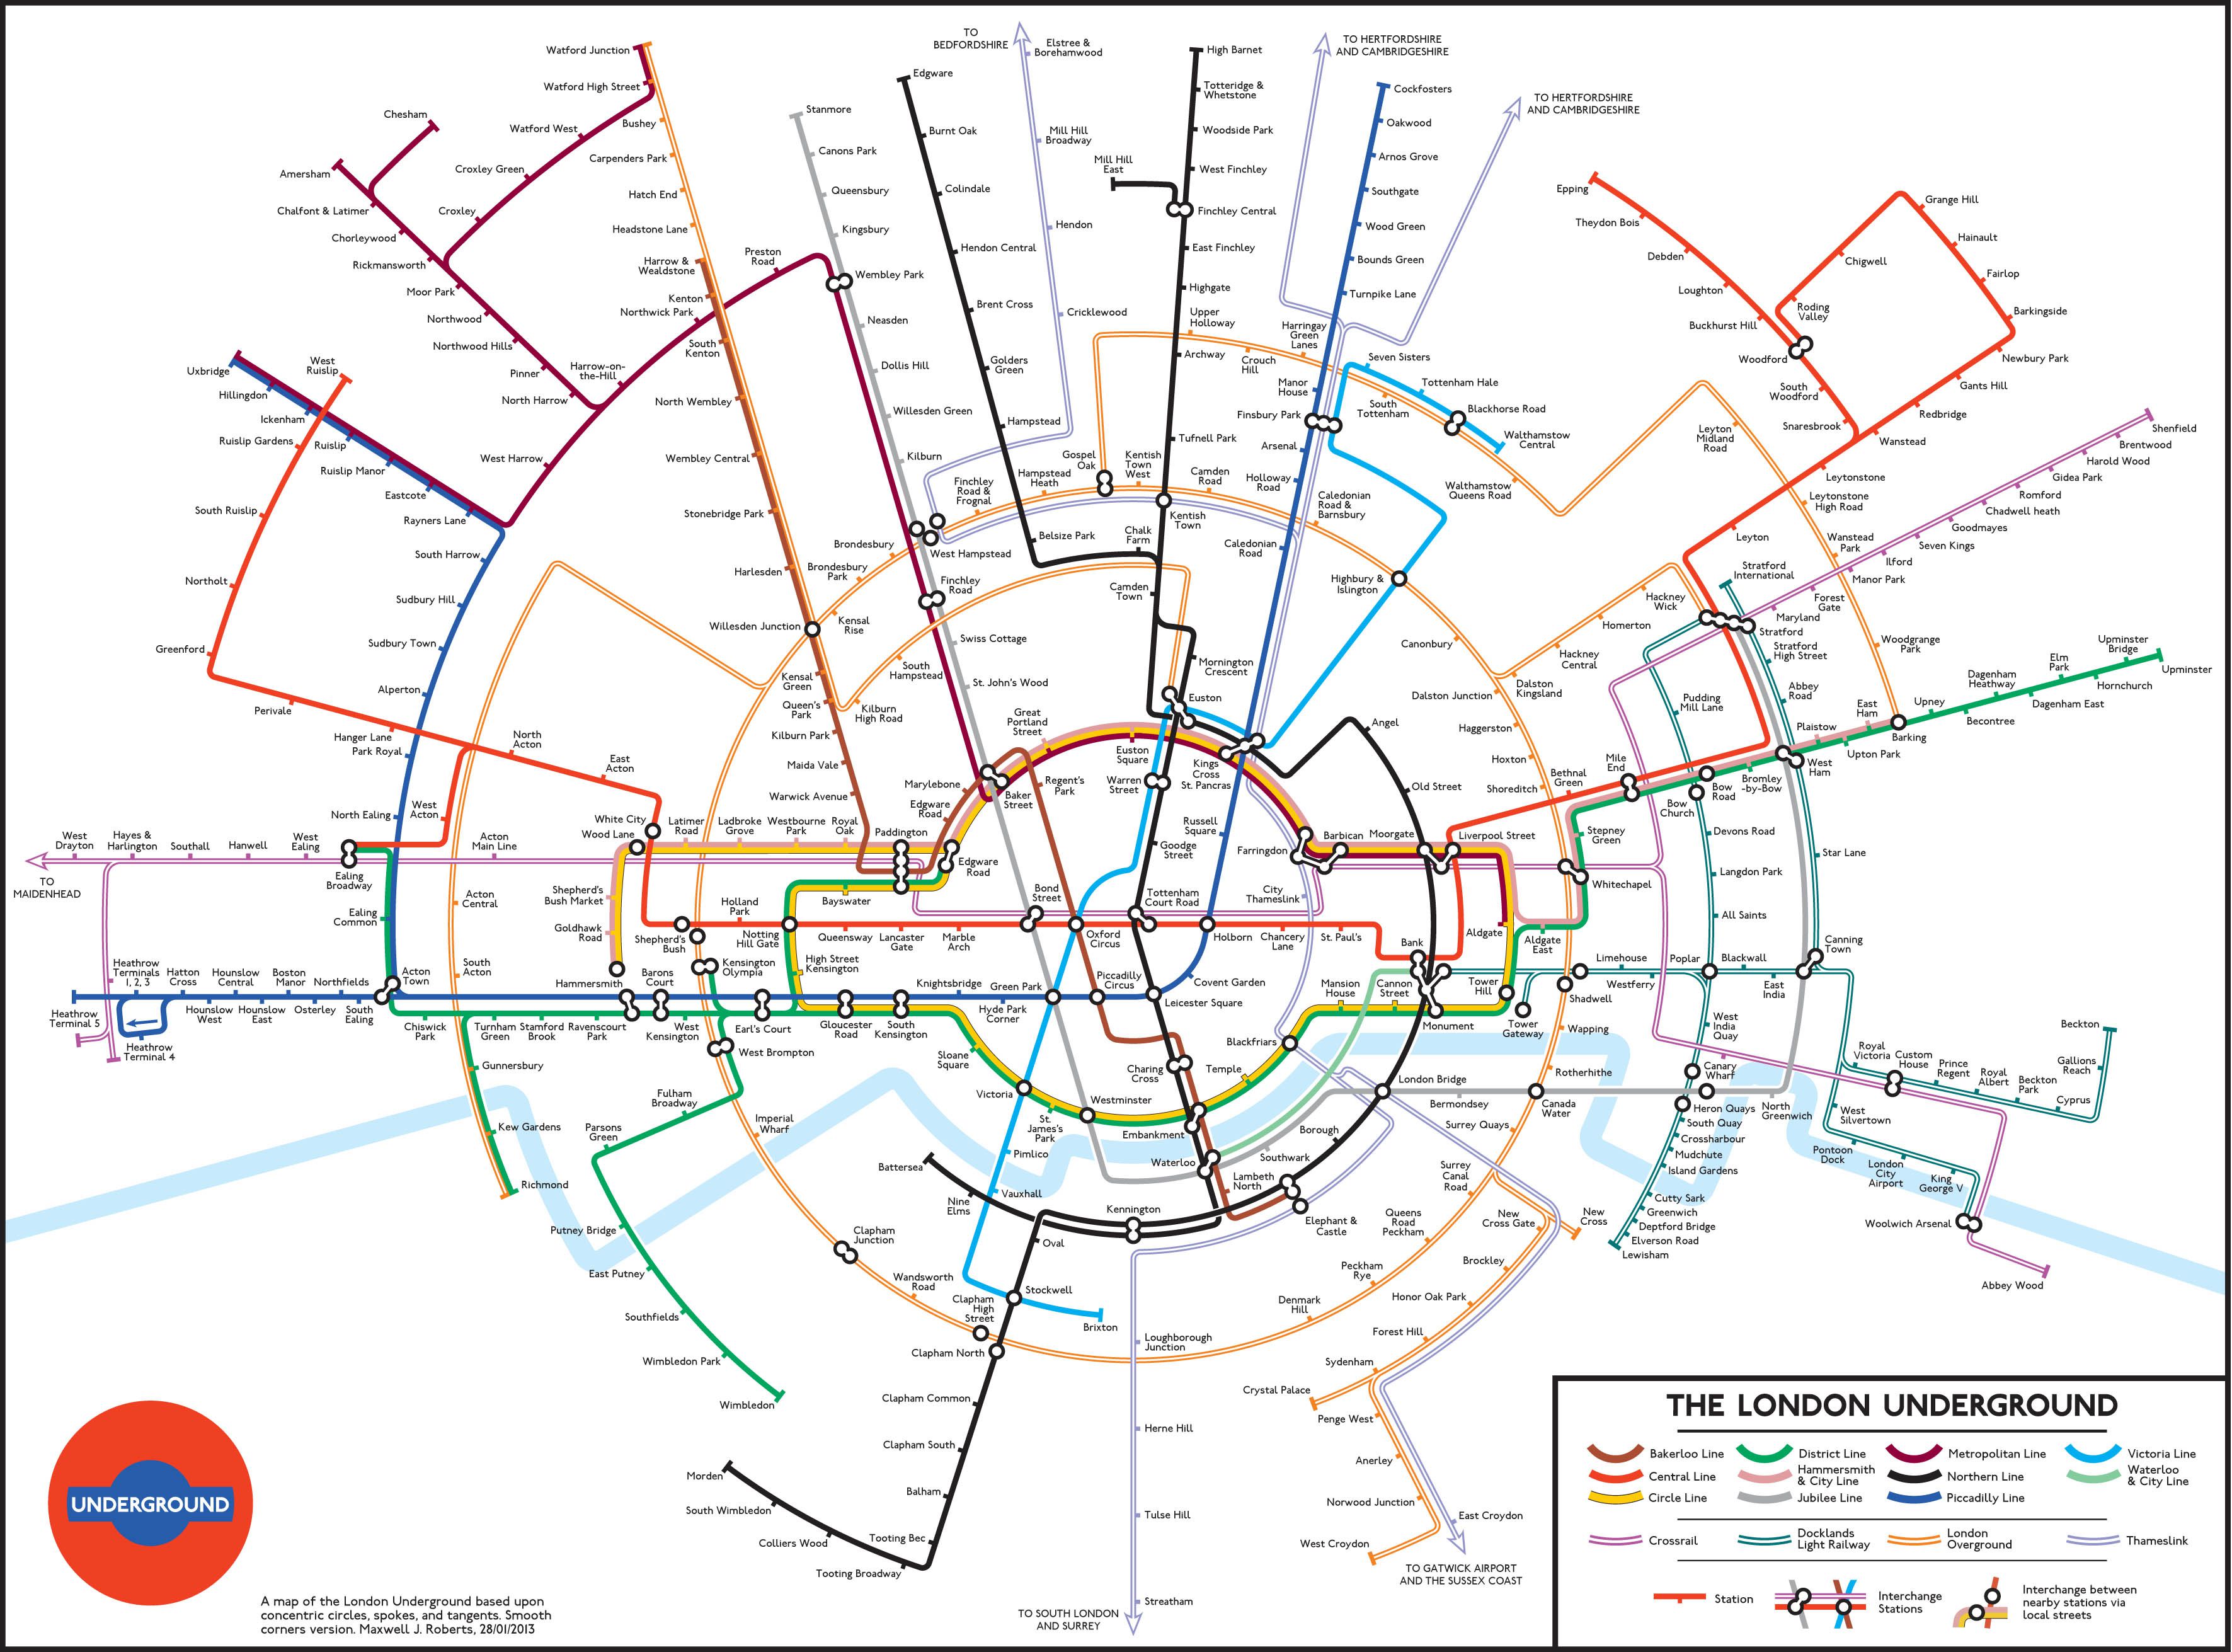 TO
BEDFORDSHIRE
Elstree &
Borehamwood
TO HERTFORDSHIRE
AND CAMBRIDGESHIRE
TO HERTFORDSHIRE
AND CAMBRIDGESHIRE
Watford Junction
Watford High Street
Bushey
Carpenders Park
Hatch End
Headstone Lane
Harrow &
Wealdstone
Kenton
Northwick Park
South
Kenton
North Wembley
Wembley Central
Stonebridge Park
Harlesden
Willesden Junction
Kensal
Green
Queen's
Park
Kilburn Park
Maida Vale
Warwick Avenue
Paddington
Edgware
Road
Marylebone
Baker
Street
Regent's
Park
Chesham
Amersham
Chalfont & Latimer
Chorleywood
Rickmansworth
Moor Park
Northwood
Northwood Hills
Pinner
North Harrow
Harrow-on-
the-Hill
Watford West
Croxley Green
Croxley
Preston
Road
West Harrow
Uxbridge
Hillingdon
Ickenham
Ruislip
Ruislip Manor
Eastcote
Rayners Lane
West
Ruislip
Ruislip Gardens
South Ruislip
Northolt
Greenford
Perivale
Hanger Lane
Park Royal
North
Acton
East
Acton
West
Acton
South Harrow
Sudbury Hill
Sudbury Town
Alperton
North Ealing
Stanmore
Canons Park
Queensbury
Kingsbury
Wembley Park
Neasden
Dollis Hill
Willesden Green
Kilburn
West Hampstead
Finchley
Road
Swiss Cottage
St. John's Wood
Edgware
Burnt Oak
Colindale
Hendon Central
Brent Cross
Golders
Green
Hampstead
Belsize Park
Chalk
Farm
Camden
Town
Mornington
Crescent
Euston
Mill Hill
Broadway
Hendon
Cricklewood
High Barnet
Totteridge &
Whetstone
Woodside Park
West Finchley
Mill Hill
East
Finchley Central
East Finchley
Highgate
Archway
Tufnell Park
Kentish
Town
Upper
Holloway
Crouch
Hill
Harringay
Green
Lanes
South
Tottenham
Gospel
Oak
Kentish
Town
West
Hampstead
Heath
Finchley
Road &
Frognal
Camden
Road
Caledonian
Road &
Barnsbury
Brondesbury
Brondesbury
Park
Kensal
Rise
South
Hampstead
Kilburn
High Road
Cockfosters
Oakwood
Arnos Grove
Southgate
Wood Green
Bounds Green
Turnpike Lane
Manor
House
Finsbury Park
Arsenal
Holloway
Road
Caledonian
Road
Kings
Cross
St. Pancras
Seven Sisters
Tottenham Hale
Blackhorse Road
Walthamstow
Central
Walthamstow
Queens Road
Highbury &
Islington
Canonbury
Dalston Junction
Dalston
Kingsland
Hackney
Central
Homerton
Hackney
Wick
Haggerston
Hoxton
Shoreditch
Leyton
Midland
Road
Leytonstone
High Road
Wanstead
Park
Woodgrange
Park
Epping
Theydon Bois
Debden
Loughton
Buckhurst Hill
Woodford
South
Woodford
Snaresbrook
Roding
Valley
Chigwell
Grange Hill
Hainault
Fairlop
Barkingside
Newbury Park
Gants Hill
Redbridge
Wanstead
Leytonstone
Leyton
Shenfield
Brentwood
Harold Wood
Gidea Park
Romford
Chadwell heath
Goodmayes
Seven Kings
Ilford
Manor Park
Forest
Gate
Maryland
Stratford
International
Stratford
Stratford
High Street
Abbey
Road
Pudding
Mill Lane
Upminster
Bridge
Upminster
Hornchurch
Elm
Park
Dagenham East
Dagenham
Heathway
Becontree
Upney
Barking
East
Ham
Upton Park
Plaistow
West
Ham
Bromley
-by-Bow
Bow
Road
Bow
Church
Mile
End
Bethnal
Green
Stepney
Green
Whitechapel
Devons Road
Langdon Park
All Saints
Star Lane
Canning
Town
Angel
Old Street
Great
Portland
Street
Euston
Square
Warren
Street
Goodge
Street
Russell
Square
Barbican
Moorgate
Liverpool Street
Farringdon
City
Thameslink
Tottenham
Court Road
Bond
Street
Oxford
Circus
Holborn
Chancery
Lane
St. Paul's
Bank
Aldgate
Aldgate
East
White City
Wood Lane
Latimer
Road
Ladbroke
Grove
Westbourne
Park
Royal
Oak
Edgware
Road
Bayswater
Shepherd's
Bush Market
Goldhawk
Road
Shepherd's
Bush
Holland
Park
Notting
Hill Gate
Queensway
Lancaster
Gate
Marble
Arch
West
Drayton
Hayes &
Harlington
Southall
Hanwell
West
Ealing
Ealing
Broadway
Acton
Main Line
TO
MAIDENHEAD
Acton
Central
South
Acton
Ealing
Common
Acton
Town
Heathrow
Terminals
1, 2, 3
Hatton
Cross
Hounslow
Central
Boston
Manor
Northfields
Hounslow
West
Hounslow
East
Osterley
South
Ealing
Heathrow
Terminal 5
Heathrow
Terminal 4
Chiswick
Park
Turnham
Green
Stamford
Brook
Ravenscourt
Park
Hammersmith
Barons
Court
West
Kensington
Kensington
Olympia
High Street
Kensington
Earl's Court
Gloucester
Road
South
Kensington
Knightsbridge
Hyde Park
Corner
Green Park
Piccadilly
Circus
Leicester Square
Covent Garden
Gunnersbury
Kew Gardens
Richmond
West Brompton
Fulham
Broadway
Parsons
Green
Putney Bridge
East Putney
Southfields
Wimbledon Park
Wimbledon
Imperial
Wharf
Clapham
Junction
Wandsworth
Road
Clapham
High
Street
Sloane
Square
Victoria
St.
James's
Park
Westminster
Embankment
Charing
Cross
Temple
Blackfriars
Mansion
House
Cannon
Street
Monument
Tower
Hill
Tower
Gateway
Shadwell
Limehouse
Westferry
Poplar
Blackwall
East
India
Wapping
Rotherhithe
Canada
Water
Surrey Quays
Surrey
Canal
Road
London Bridge
Bermondsey
Borough
Southwark
Waterloo
Lambeth
North
Elephant &
Castle
Kennington
Pimlico
Vauxhall
Battersea
Nine
Elms
Oval
Stockwell
Brixton
Clapham North
Clapham Common
Clapham South
Balham
Tooting Bec
Tooting Broadway
Colliers Wood
South Wimbledon
Morden
West
India
Quay
Canary
Wharf
Heron Quays
South Quay
Crossharbour
Mudchute
Island Gardens
Cutty Sark
Greenwich
Deptford Bridge
Elverson Road
Lewisham
North
Greenwich
Royal
Victoria
Custom
House
Prince
Regent
Royal
Albert
Beckton
Park
Cyprus
Gallions
Reach
Beckton
West
Silvertown
Pontoon
Dock
London
City
Airport
King
George V
Woolwich Arsenal
Abbey Wood
New
Cross
New
Cross Gate
Queens
Road
Peckham
Peckham
Rye
Denmark
Hill
Brockley
Honor Oak Park
Forest Hill
Sydenham
Crystal Palace
Penge West
Anerley
Norwood Junction
West Croydon
East Croydon
TO GATWICK AIRPORT
AND THE SUSSEX COAST
Loughborough
Junction
Herne Hill
Tulse Hill
Streatham
TO SOUTH LONDON
AND SURREY
UNDERGROUND
A map of the London Underground based upon
concentric circles, spokes, and tangents. Smooth
corners version. Maxwell J. Roberts, 28/01/2013
THE LONDON UNDERGROUND
Bakerloo Line
District Line
Metropolitan Line
Victoria Line
Central Line
Hammersmith
& City Line
Northern Line
Waterloo
& City Line
Circle Line
Jubilee Line
Piccadilly Line
Crossrail
Docklands
Light Railway
London
Overground
Thameslink
Station
Interchange
Stations
Interchange between
nearby stations via
local streets